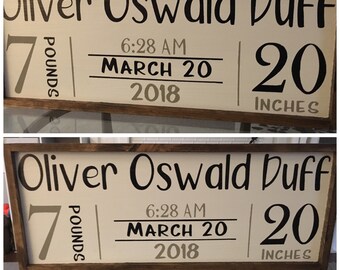 Oliver Oswald Duff
7
POUNDS
6:28 AM
MARCH 20
2018
20
INCHES
Oliver Oswald Duff
7
POUNDS
6:28 AM
MARCH 20
2018
20
INCHES